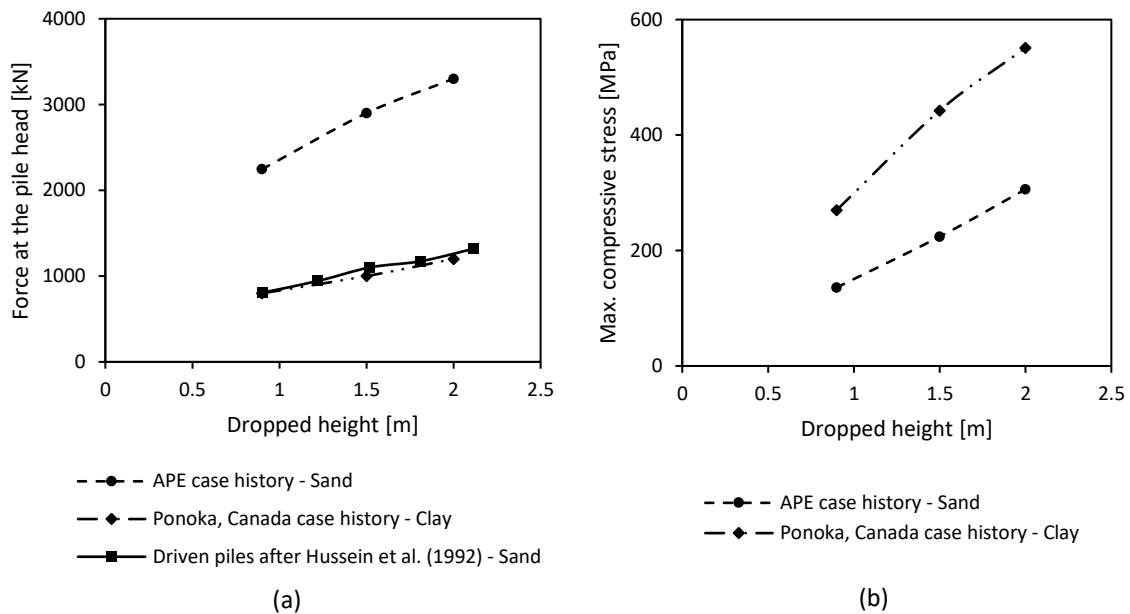 4000
3000
2000
1000
0
0
0.5
1
1.5
2
2.5
Force at the pile head [kN]
Dropped height [m]
APE case history - Sand
Ponoka, Canada case history - Clay
Driven piles after Hussein et al. (1992) - Sand
(a)
600
400
200
0
0
0.5
1
1.5
2
2.5
Max. compressive stress [MPa]
Dropped height [m]
APE case history - Sand
Ponoka, Canada case history - Clay
(b)